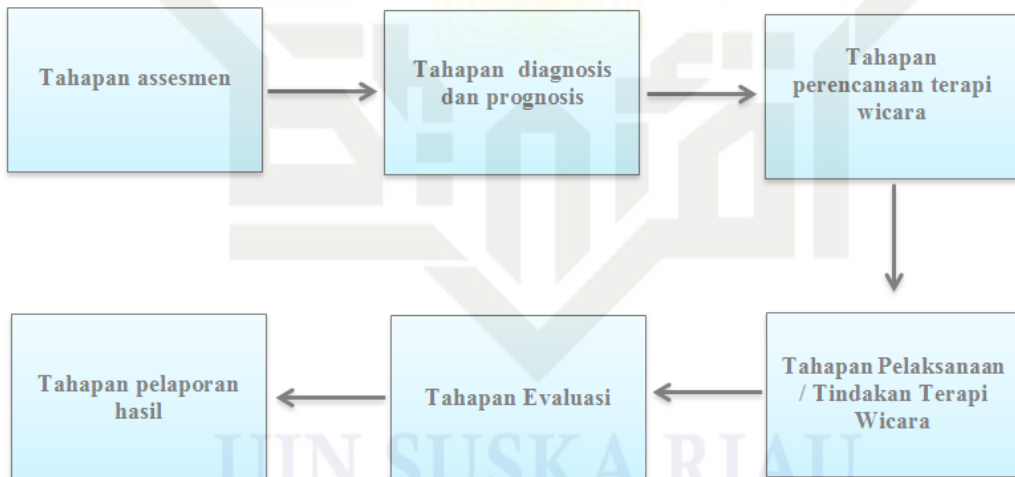 Tahapan assesmen
Tahapan diagnosis
dan prognosis
Tahapan
perencanaan terapi
wicara
Tahapan Pelaksanaan
/ Tindakan Terapi
Wicara
Tahapan Evaluasi
Tahapan pelaporan
hasil
UIN SUSKA RIAU